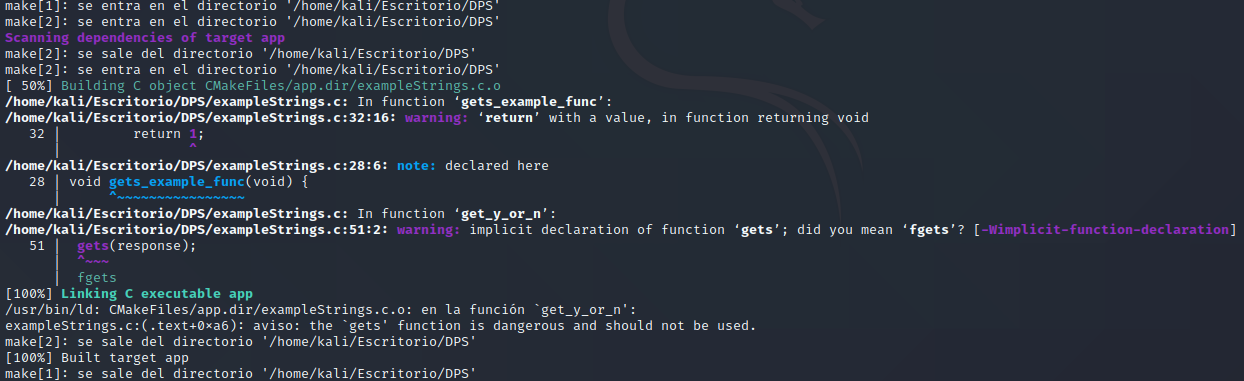 make[1]: se entra en el directorio '/home/kali/Escritorio/DPS'
make[2]: se entra en el directorio '/home/kali/Escritorio/DPS'
Scanning dependencies of target app
make[2]: se sale del directorio '/home/kali/Escritorio/DPS'
make[2]: se entra en el directorio '/home/kali/Escritorio/DPS'
[ 50%] Building C object CMakeFiles/app.dir/exampleStrings.c.o
/home/kali/Escritorio/DPS/exampleStrings.c: In function ‘gets_example_func’:
/home/kali/Escritorio/DPS/exampleStrings.c:32:16: warning: ‘return’ with a value, in function returning void
   32 |         return 1;
      |                ^
/home/kali/Escritorio/DPS/exampleStrings.c:28:6: note: declared here
   28 | void gets_example_func(void) {
      |      ^~~~~~~~~~~~~~~~~
/home/kali/Escritorio/DPS/exampleStrings.c: In function ‘get_y_or_n’:
/home/kali/Escritorio/DPS/exampleStrings.c:51:2: warning: implicit declaration of function ‘gets’; did you mean ‘fgets’? [-Wimplicit-function-declaration]
   51 |  gets(response);
      |  ^~~~
      |  fgets
[100%] Linking C executable app
/usr/bin/ld: CMakeFiles/app.dir/exampleStrings.c.o: en la función `get_y_or_n':
exampleStrings.c:(.text+0×a6): aviso: the `gets' function is dangerous and should not be used.
make[2]: se sale del directorio '/home/kali/Escritorio/DPS'
[100%] Built target app
make[1]: se sale del directorio '/home/kali/Escritorio/DPS'